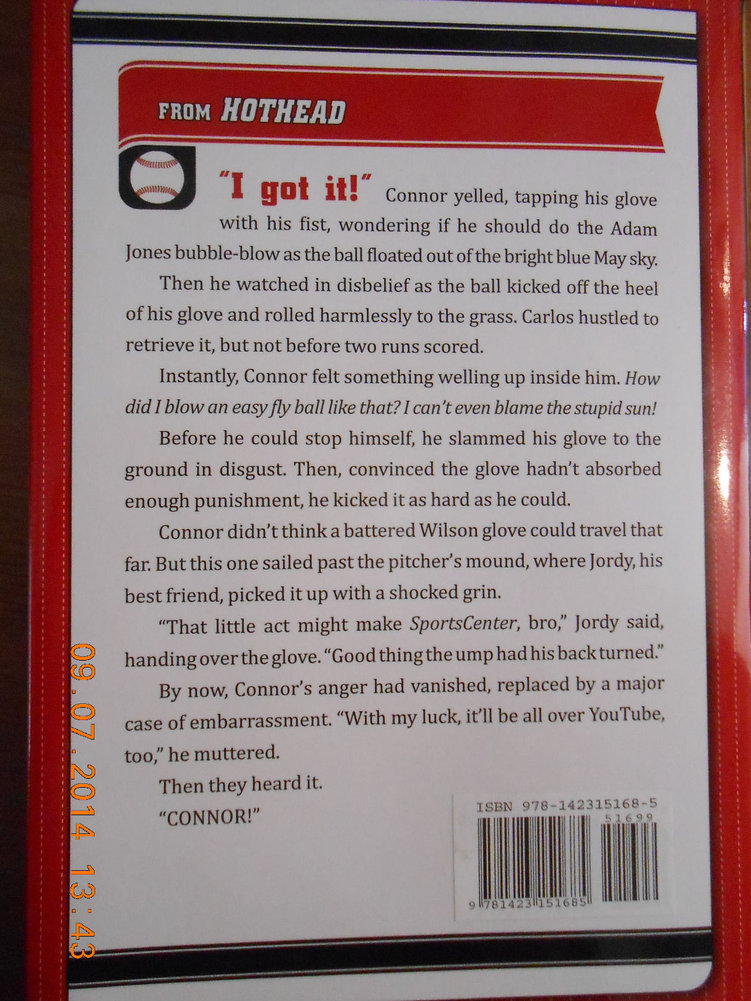 FROM HOTHEAD
"I got it!" Connor yelled, tapping his glove
with his fist, wondering if he should do the Adam
Jones bubble-blow as the ball floated out of the bright blue May sky.
Then he watched in disbelief as the ball kicked off the heel
of his glove and rolled harmlessly to the grass. Carlos hustled to
retrieve it, but not before two runs scored.
Instantly, Connor felt something welling up inside him. How
did I blow an easy fly ball like that? I can't even blame the stupid sun!
Before he could stop himself, he slammed his glove to the
ground in disgust. Then, convinced the glove hadn't absorbed
enough punishment, he kicked it as hard as he could.
Connor didn't think a battered Wilson glove could travel that
far. But this one sailed past the pitcher's mound, where Jordy, his
best friend, picked it up with a shocked grin.
"That little act might make SportsCenter, bro," Jordy said,
handing over the glove. "Good thing the ump had his back turned."
By now, Connor's anger had vanished, replaced by a major
case of embarrassment. "With my luck, it'll be all over YouTube,
too," he muttered.
Then they heard it.
"CONNOR!"
ISBN 978-142315168-5
51699
9 781423 151685
09.07.2014 13:43